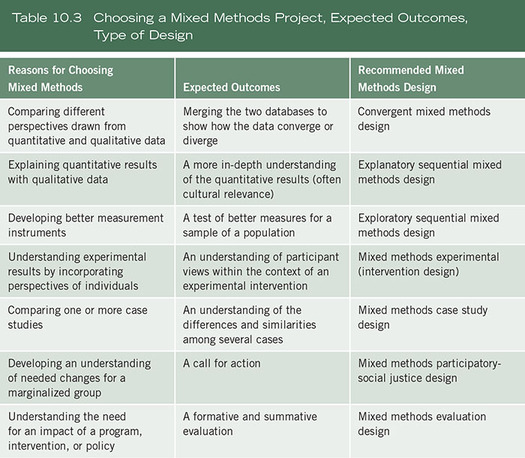 Table 10.3 Choosing a Mixed Methods Project, Expected Outcomes,
Type of Design
Reasons for Choosing
Mixed Methods
Expected Outcomes
Recommended Mixed
Methods Design
Comparing different
perspectives drawn from
quantitative and qualitative data
Merging the two databases to
show how the data converge or
diverge
Convergent mixed methods
design
Explaining quantitative results
with qualitative data
A more in-depth understanding
of the quantitative results (often
cultural relevance)
Explanatory sequential mixed
methods design
Developing better measurement
instruments
A test of better measures for a
sample of a population
Exploratory sequential mixed
methods design
Understanding experimental
results by incorporating
perspectives of individuals
An understanding of participant
views within the context of an
experimental intervention
Mixed methods experimental
(intervention design)
Comparing one or more case
studies
An understanding of the
differences and similarities
among several cases
Mixed methods case study
design
Developing an understanding
of needed changes for a
marginalized group
A call for action
Mixed methods participatory-
social justice design
Understanding the need
for an impact of a program,
intervention, or policy
A formative and summative
evaluation
Mixed methods evaluation
design